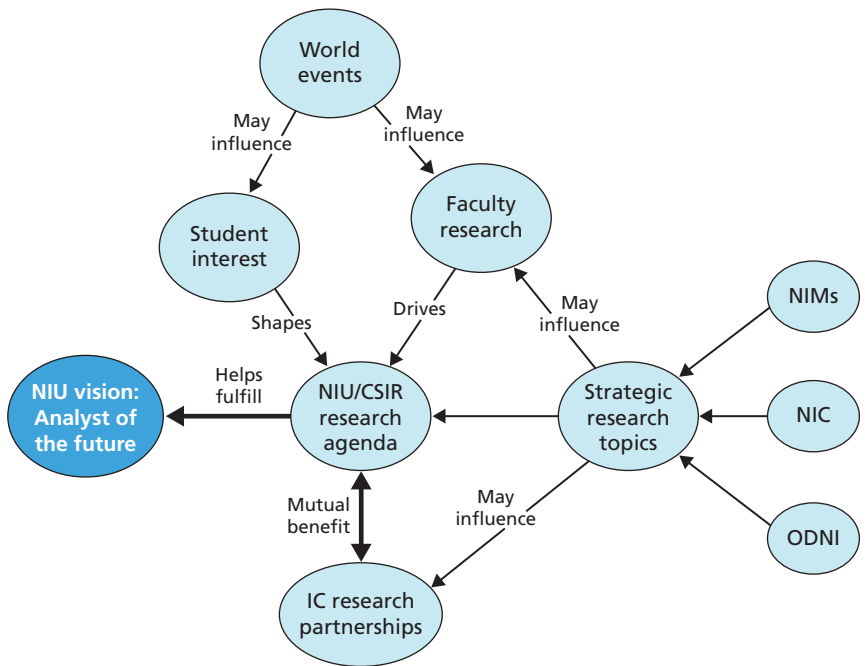 World
events
May
influence
May
influence
Student
interest
Faculty
research
Shapes
Drives
May
influence
NIMs
NIU vision:
Analyst of
the future
Helps
fulfill
NIU/CSIR
research
agenda
Strategic
research
topics
NIC
Mutual
benefit
May
influence
ODNI
IC research
partnerships